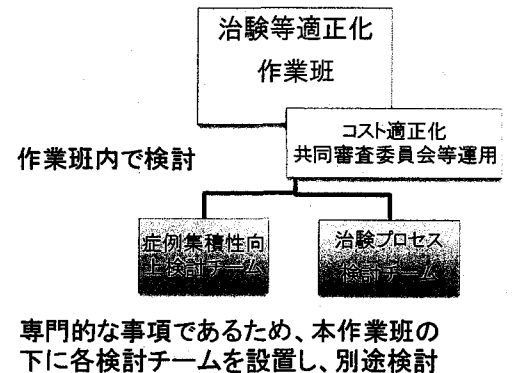 治験等適正化
作業班
コスト適正化
共同審査委員会等運用
作業班内で検討
症例集積性向
上検討チーム
治験プロセス
検討チーム
専門的な事項であるため、本作業班の
下に各検討チームを設置し、別途検討